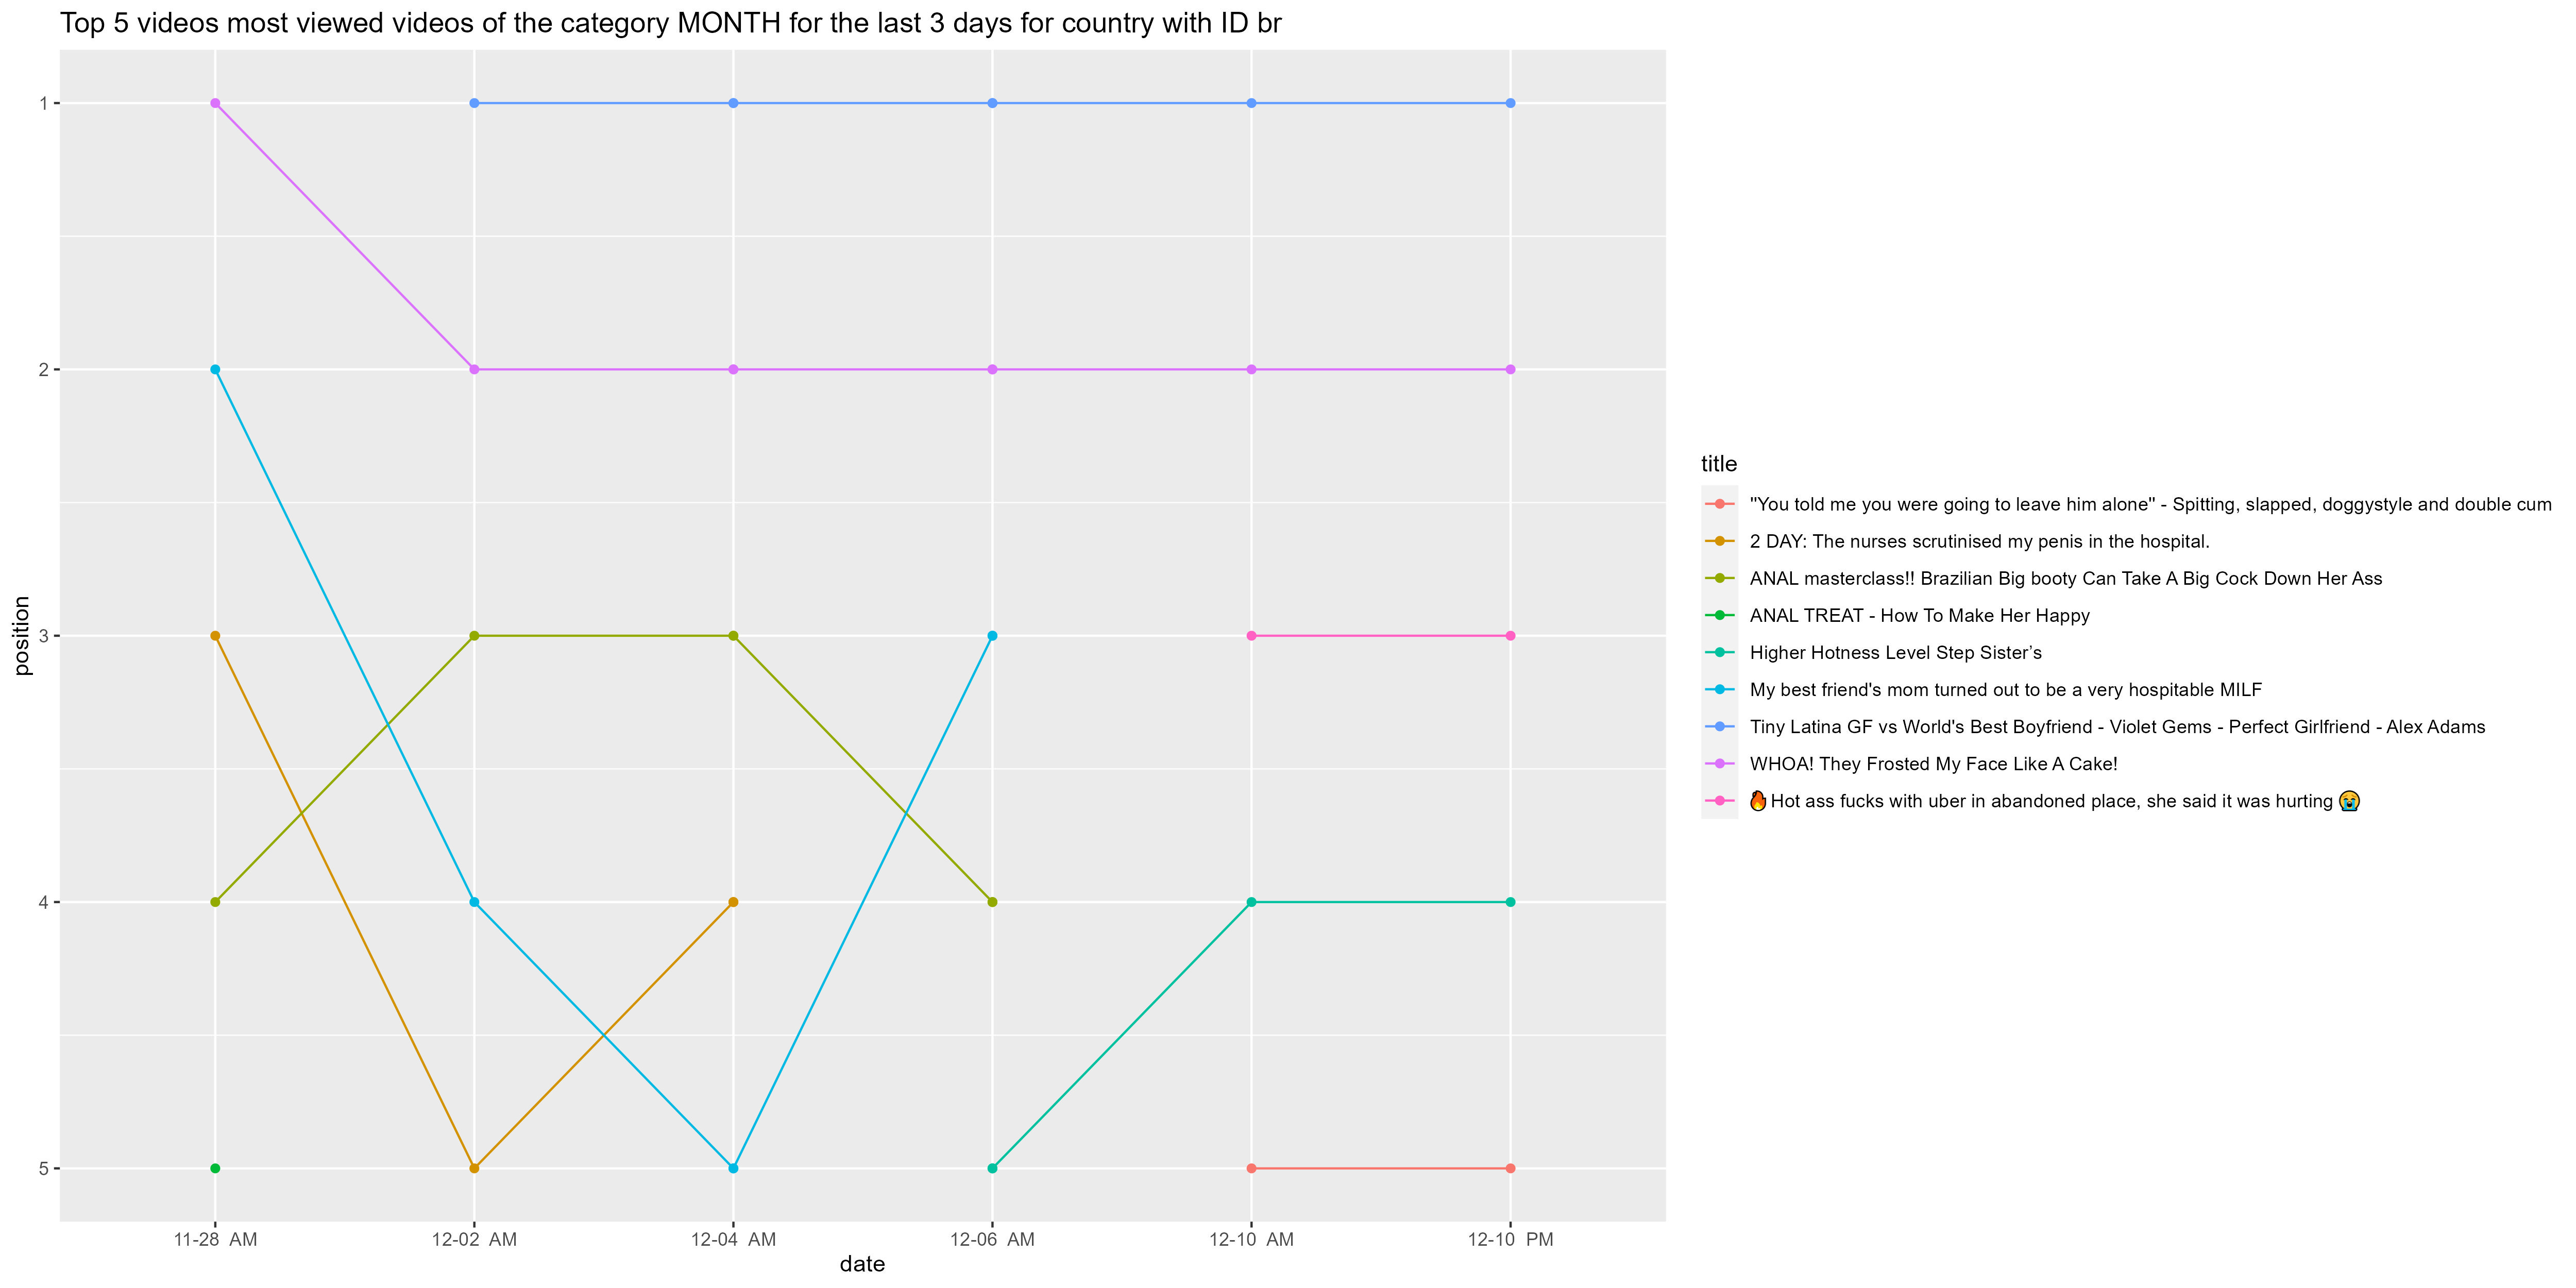 Top 5 videos most viewed videos of the category MONTH for the last 3 days for country with ID br
1
2
3
4
5
position
11-28 AM
12-02 AM
12-04 AM
12-06 AM
12-10 AM
12-10 PM
date
title
"You told me you were going to leave him alone" - Spitting, slapped, doggystyle and double cum
2 DAY: The nurses scrutinised my penis in the hospital.
ANAL masterclass!! Brazilian Big booty Can Take A Big Cock Down Her Ass
ANAL TREAT - How To Make Her Happy
Higher Hotness Level Step Sister’s
My best friend's mom turned out to be a very hospitable MILF
Tiny Latina GF vs World's Best Boyfriend - Violet Gems - Perfect Girlfriend - Alex Adams
WHOA! They Frosted My Face Like A Cake!
🔥Hot ass fucks with uber in abandoned place, she said it was hurting 😭